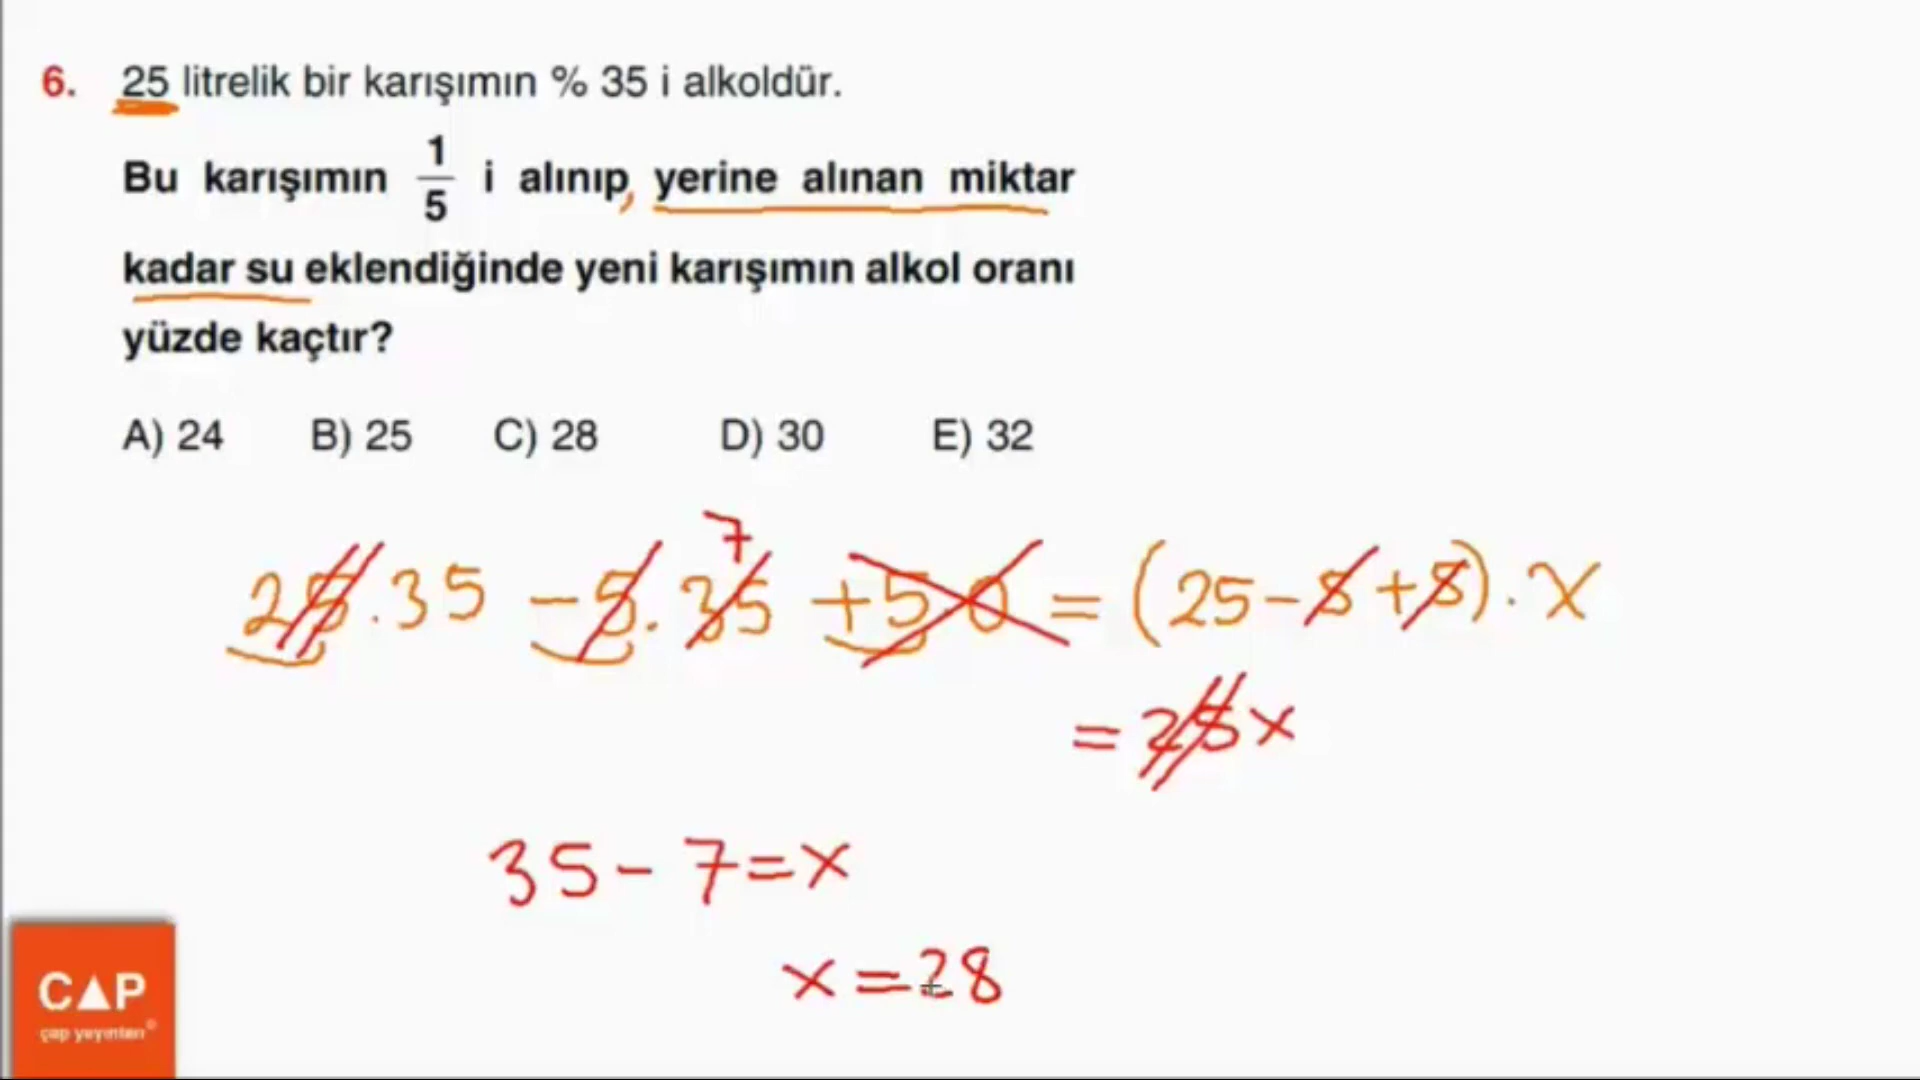 6. 25 litrelik bir karışımın % 35 i alkoldür.
Bu karışımın 1/5 i alınıp, yerine alınan miktar
kadar su eklendiğinde yeni karışımın alkol oranı
yüzde kaçtır?
A) 24 B) 25 C) 28 D) 30 E) 32
7
25.35 - 5.35 + 5.0 = (25-5+5).x
= 25x
35 - 7 = x
x = 28
CAP
çap yayınları®